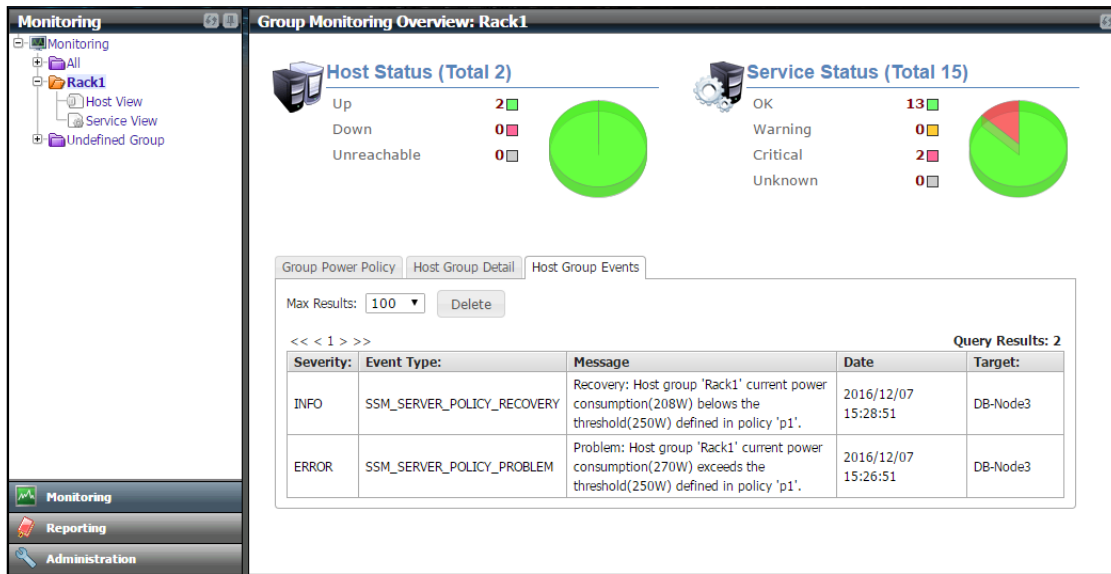 Monitoring
Monitoring
All
Rack1
Host View
Service View
Undefined Group
Monitoring
Reporting
Administration
Group Monitoring Overview: Rack1
Host Status (Total 2)
Up 2
Down 0
Unreachable 0
Service Status (Total 15)
OK 13
Warning 0
Critical 2
Unknown 0
Group Power Policy Host Group Detail Host Group Events
Max Results: 100 Delete
<< < 1 > >> Query Results: 2
Severity: Event Type: Message Date Target:
INFO SSM_SERVER_POLICY_RECOVERY Recovery: Host group 'Rack1' current power
consumption(208W) belows the
threshold(250W) defined in policy 'p1'. 2016/12/07
15:28:51 DB-Node3
ERROR SSM_SERVER_POLICY_PROBLEM Problem: Host group 'Rack1' current power
consumption(270W) exceeds the
threshold(250W) defined in policy 'p1'. 2016/12/07
15:26:51 DB-Node3